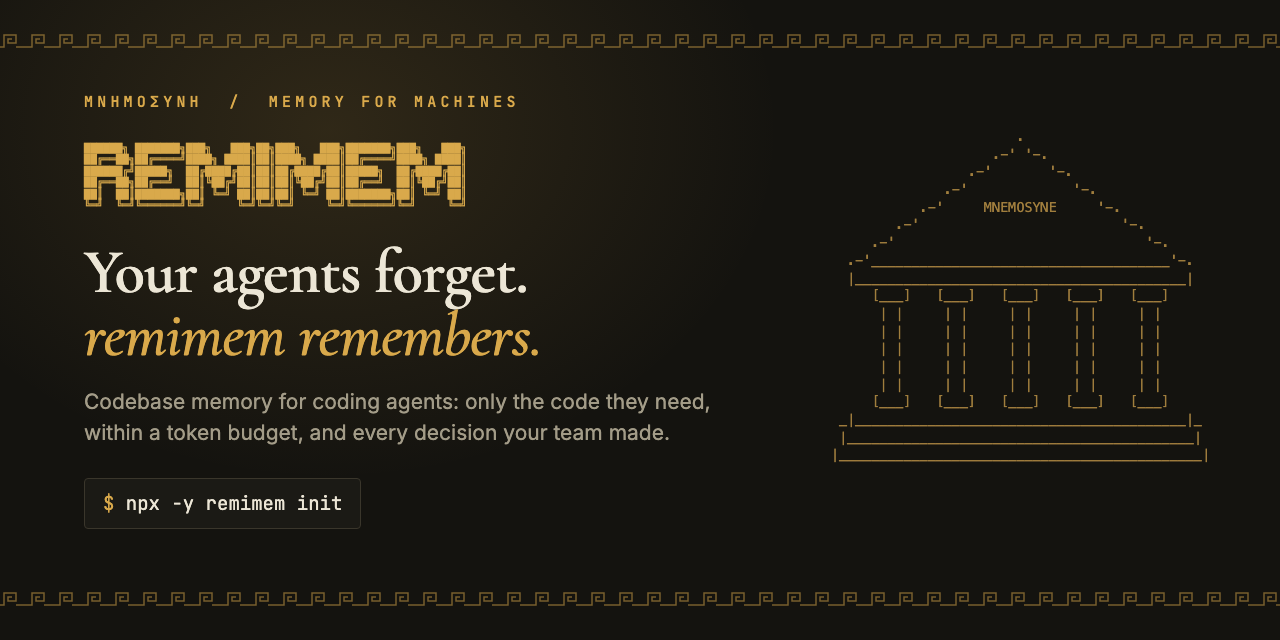 ΜΝΗΜΟΣΥΝΗ / MEMORY FOR MACHINES
REMIMEM
Your agents forget.
remimem remembers.
Codebase memory for coding agents: only the code they need,
within a token budget, and every decision your team made.
$ npx -y remimem init
MNEMOSYNE